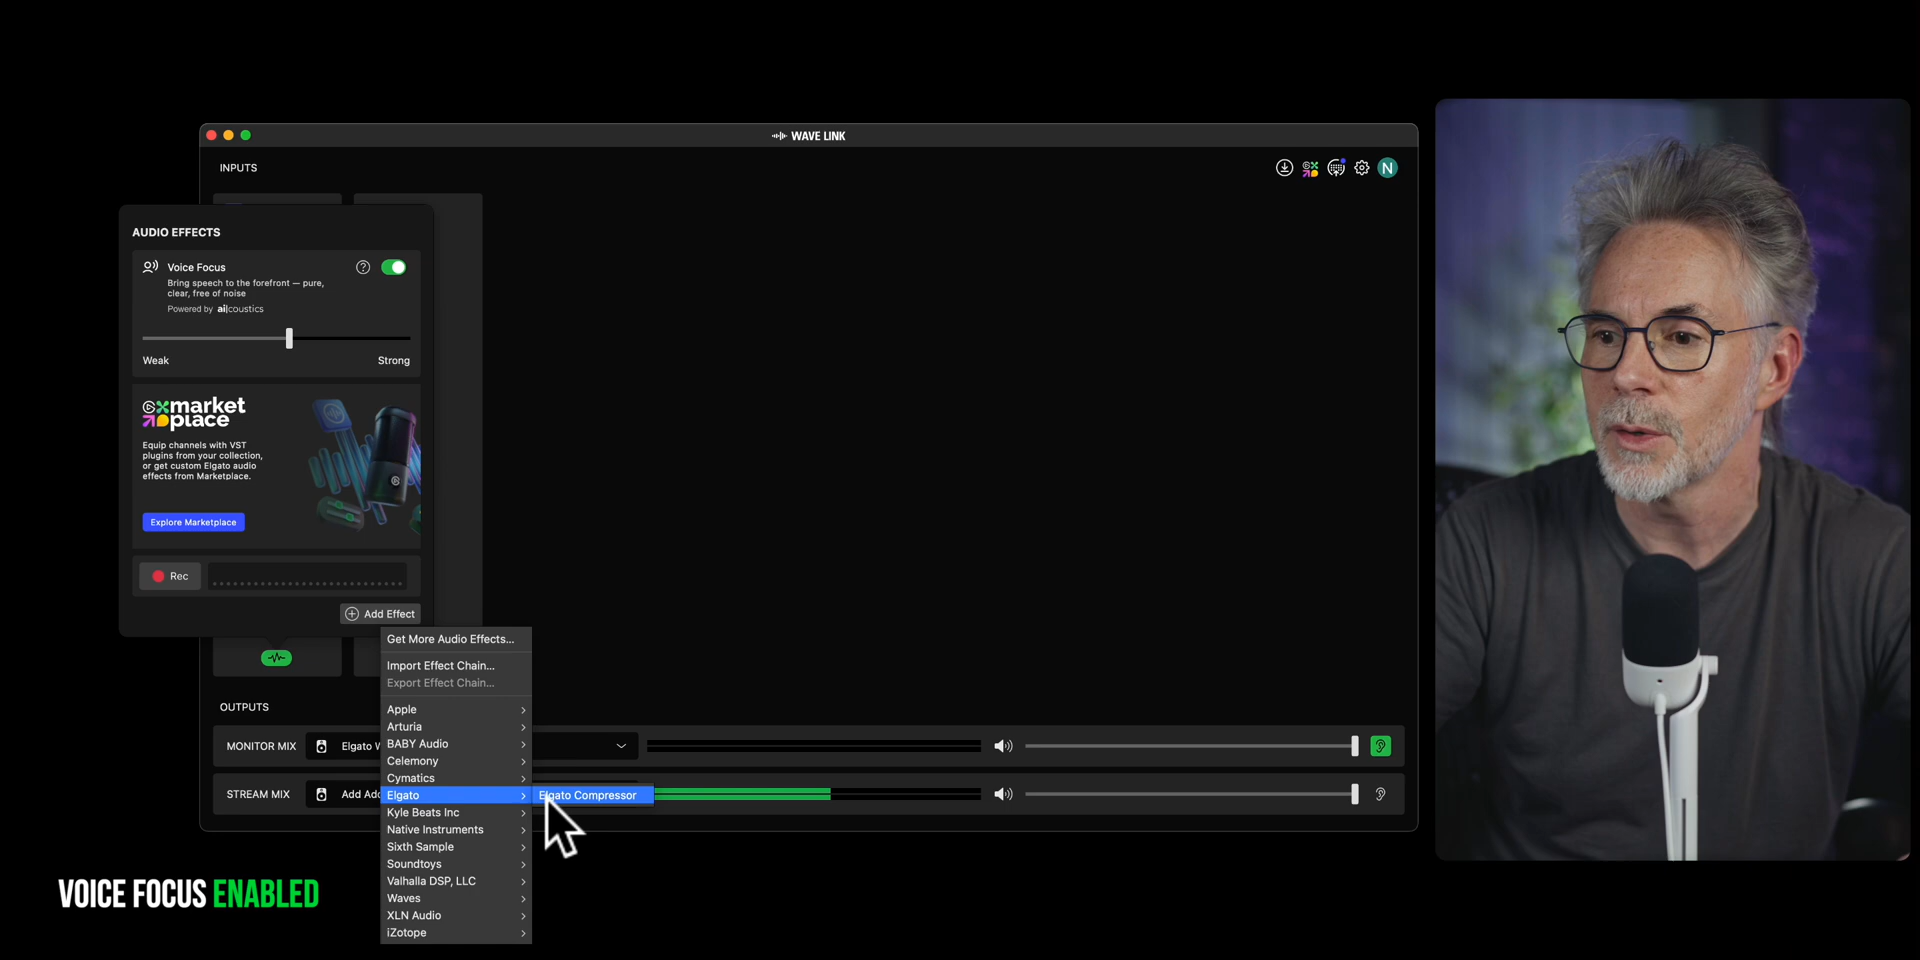 WAVE LINK
INPUTS
N
AUDIO EFFECTS
Voice Focus
Bring speech to the forefront — pure,
clear, free of noise
Powered by ai|coustics
Weak
Strong
market
place
Equip channels with VST
plugins from your collection,
or get custom Elgato audio
effects from Marketplace.
Explore Marketplace
Rec
Add Effect
Get More Audio Effects...
Import Effect Chain...
Export Effect Chain...
Apple
Arturia
BABY Audio
Celemony
Cymatics
Elgato
Elgato Compressor
Kyle Beats Inc
Native Instruments
Sixth Sample
Soundtoys
Valhalla DSP, LLC
Waves
XLN Audio
iZotope
OUTPUTS
MONITOR MIX
Elgato W
STREAM MIX
Add Add
VOICE FOCUS ENABLED